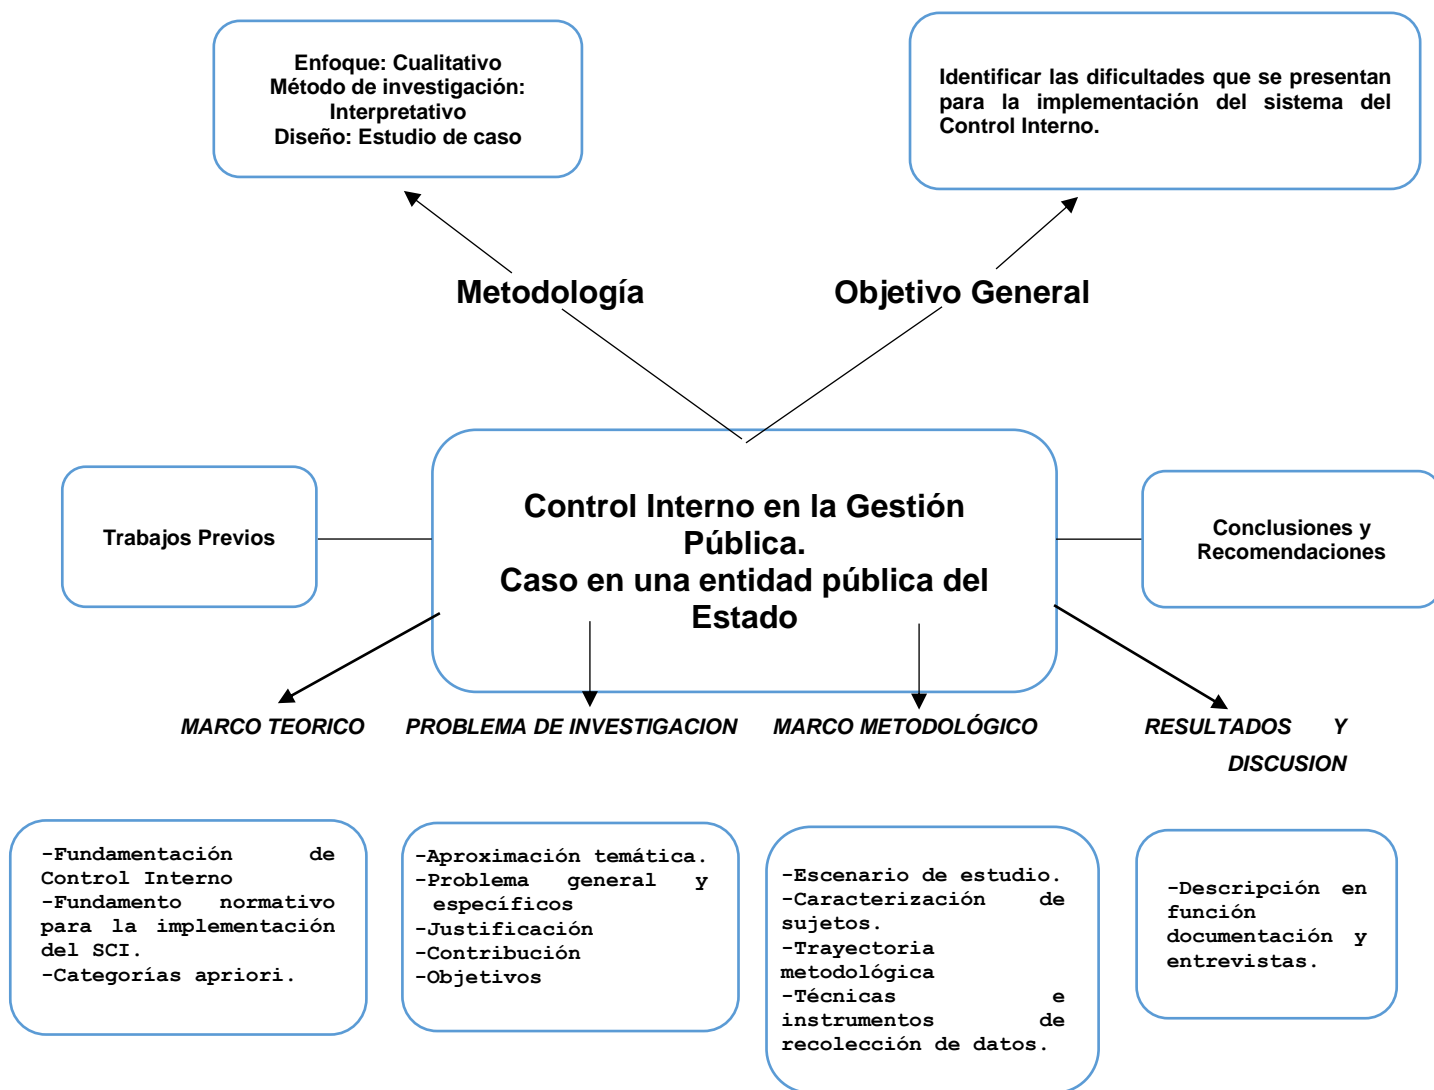 Enfoque: Cualitativo
Método de investigación:
Interpretativo
Diseño: Estudio de caso
Identificar las dificultades que se presentan
para la implementación del sistema del
Control Interno.
Metodología
Objetivo General
Trabajos Previos
Control Interno en la Gestión
Pública.
Caso en una entidad pública del
Estado
Conclusiones y
Recomendaciones
MARCO TEORICO
PROBLEMA DE INVESTIGACION
MARCO METODOLÓGICO
RESULTADOS Y
DISCUSION
-Fundamentación de
Control Interno
-Fundamento normativo
para la implementación
del SCI.
-Categorías apriori.
-Aproximación temática.
-Problema general y
específicos
-Justificación
-Contribución
-Objetivos
-Escenario de estudio.
-Caracterización de
sujetos.
-Trayectoria
metodológica
-Técnicas e
instrumentos de
recolección de datos.
-Descripción en
función
documentación y
entrevistas.